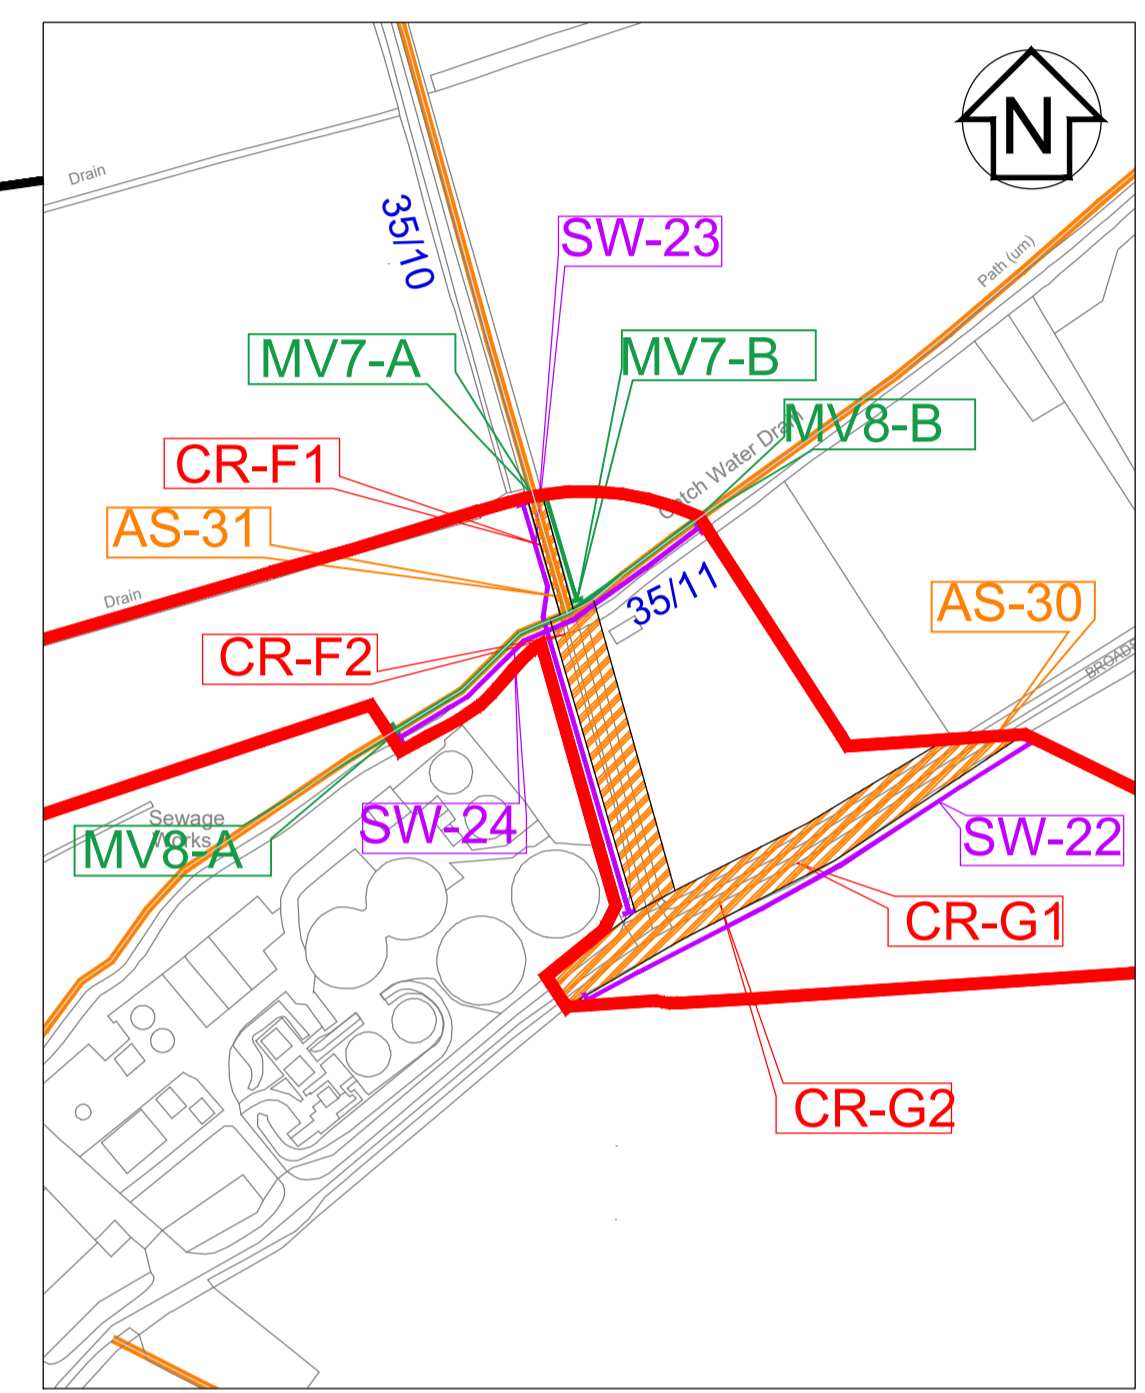 N
Drain
35/10
SW-23
Path (um)
MV7-A
MV7-B
MV8-B
CR-F1
Catch Water Drain
AS-31
35/11
AS-30
Drain
CR-F2
BROADS
Sewage
Works
MV8-A
SW-24
SW-22
CR-G1
CR-G2